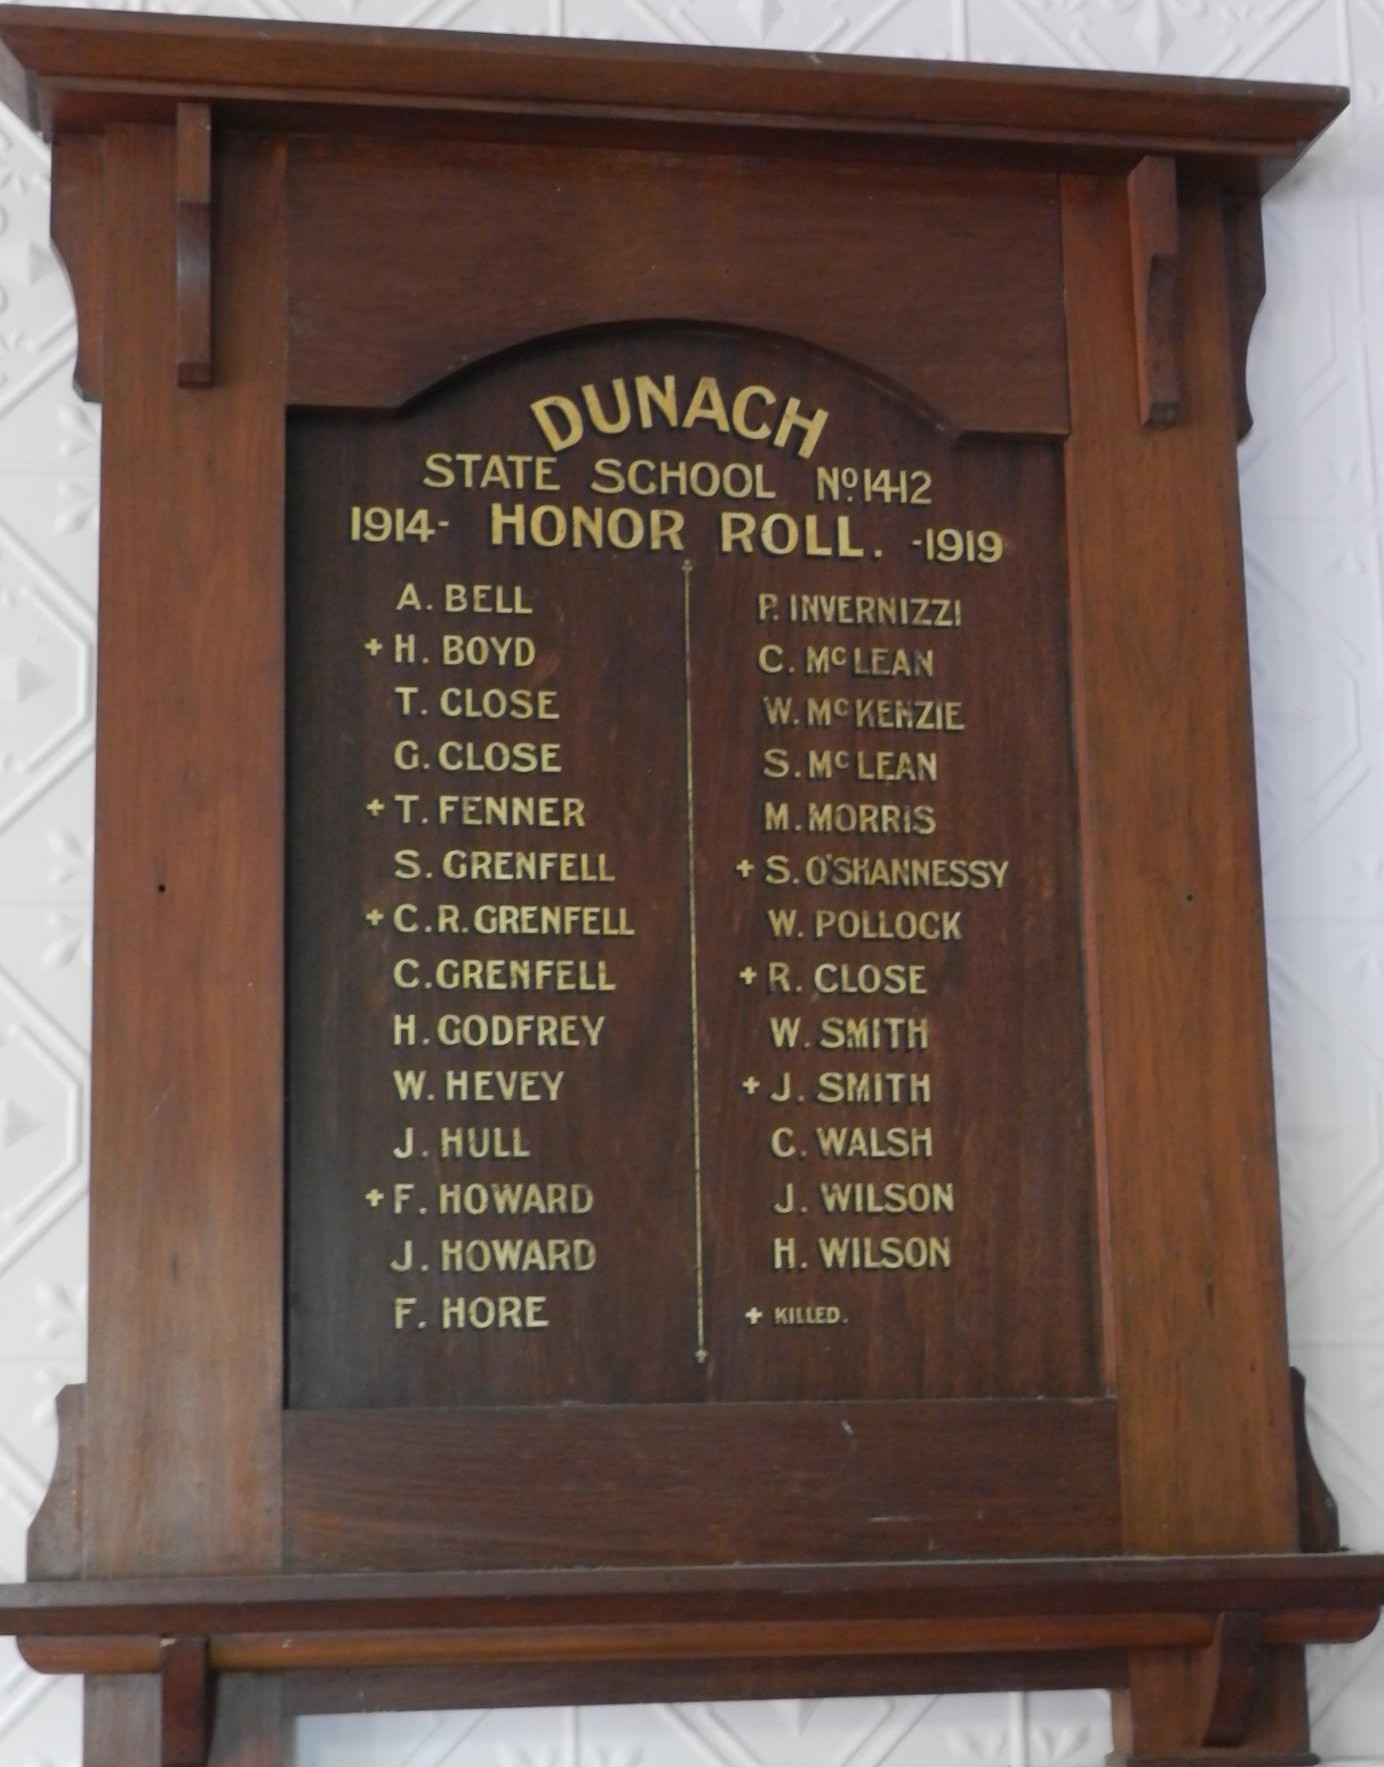 DUNACH
STATE SCHOOL No. 1412
1914- HONOR ROLL. -1919
A. BELL
+ H. BOYD
T. CLOSE
G. CLOSE
+ T. FENNER
S. GRENFELL
+ C.R. GRENFELL
C. GRENFELL
H. GODFREY
W. HEVEY
J. HULL
+ F. HOWARD
J. HOWARD
F. HORE
P. INVERNIZZI
C. McLEAN
W. McKENZIE
S. McLEAN
M. MORRIS
+ S. O'SHANNESSY
W. POLLOCK
+ R. CLOSE
W. SMITH
+ J. SMITH
C. WALSH
J. WILSON
H. WILSON
+ KILLED.